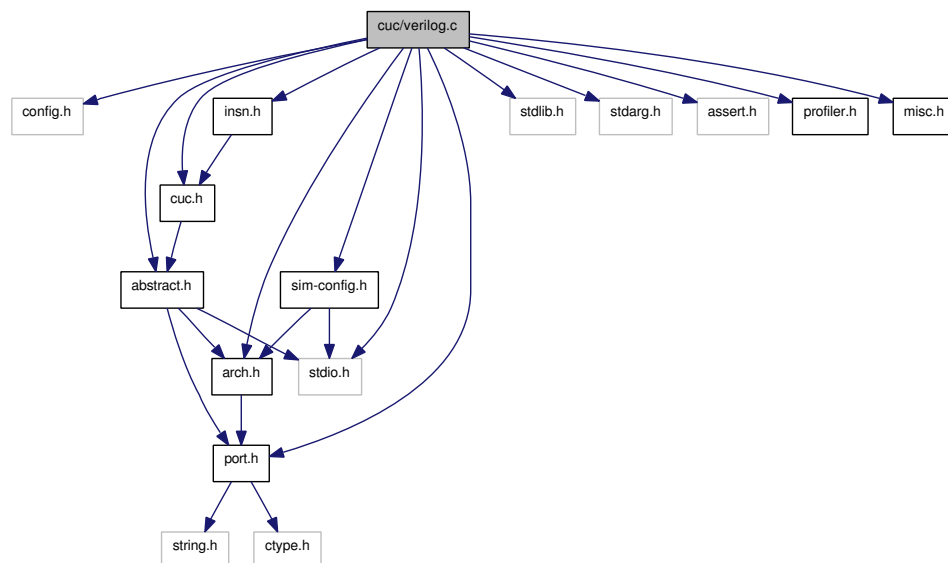 cuc/verilog.c
config.h
insn.h
stdlib.h
stdarg.h
assert.h
profiler.h
misc.h
cuc.h
abstract.h
sim-config.h
arch.h
stdio.h
port.h
string.h
ctype.h